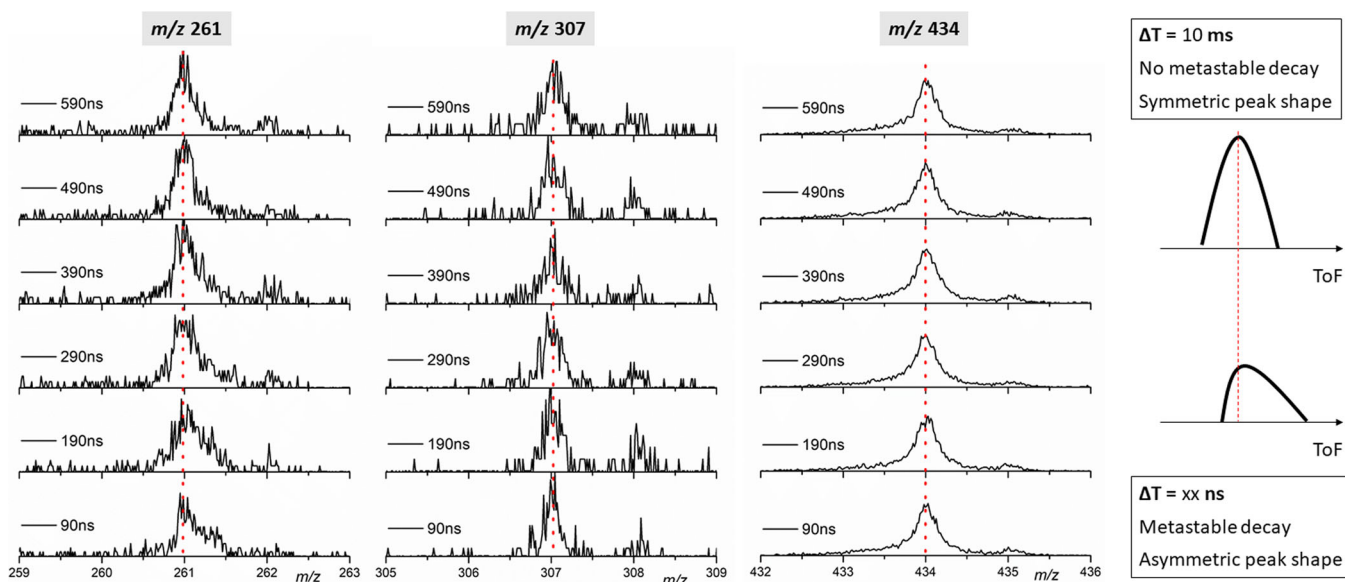 m/z 261
590ns
490ns
390ns
290ns
190ns
90ns
259 260 261 262 263
m/z
m/z 307
590ns
490ns
390ns
290ns
190ns
90ns
305 306 307 308 309
m/z
m/z 434
590ns
490ns
390ns
290ns
190ns
90ns
432 433 434 435 436
m/z
ΔT = 10 ms
No metastable decay
Symmetric peak shape
ToF
ToF
ΔT = xx ns
Metastable decay
Asymmetric peak shape